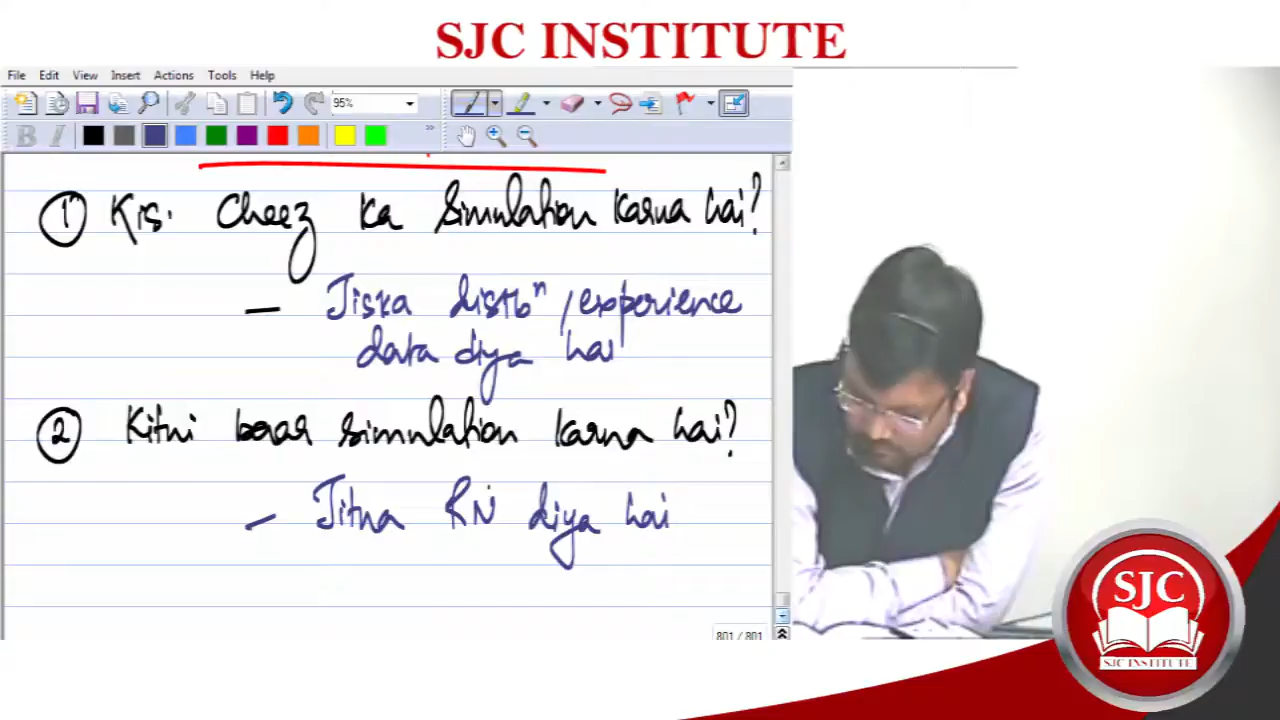 SJC INSTITUTE
File Edit View Insert Actions Tools Help
95%
B I
① Kis. Cheez ka simulation karna hai?
— Jiska distbⁿ / experience
data diya hai
② Kitni baar simulation karna hai?
— Jitna RN diya hai
801 / 801
SJC
SJC INSTITUTE